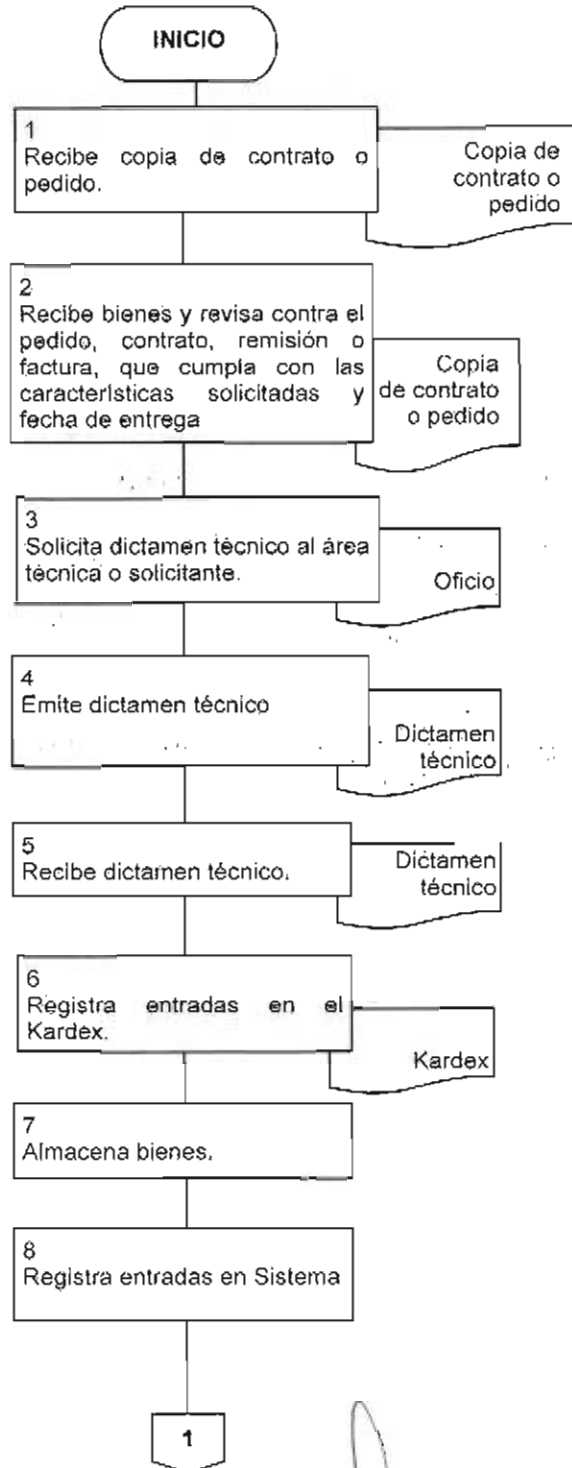 INICIO
1
Recibe copia de contrato o
pedido.
Copia de
contrato o
pedido
2
Recibe bienes y revisa contra el
pedido, contrato, remisión o
factura, que cumpla con las
características solicitadas y
fecha de entrega
Copia
de contrato
o pedido
3
Solicita dictamen técnico al área
técnica o solicitante.
Oficio
4
Emite dictamen técnico
Dictamen
técnico
5
Recibe dictamen técnico.
Dictamen
técnico
6
Registra entradas en el
Kardex.
Kardex
7
Almacena bienes.
8
Registra entradas en Sistema
1